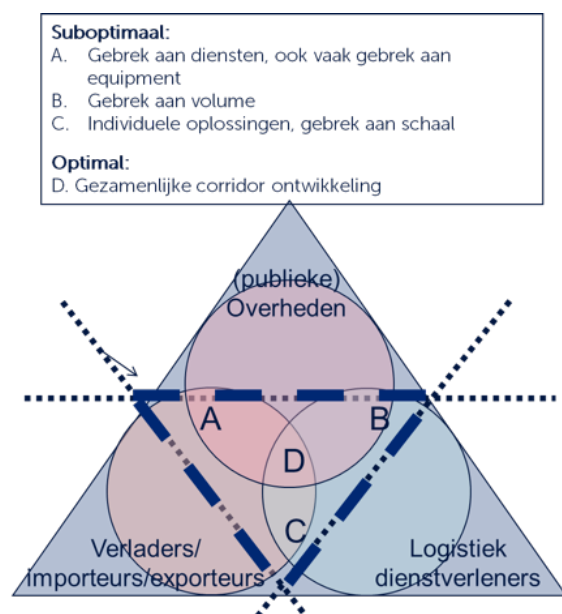 Suboptimaal:
A. Gebrek aan diensten, ook vaak gebrek aan
equipment
B. Gebrek aan volume
C. Individuele oplossingen, gebrek aan schaal
Optimal:
D. Gezamenlijke corridor ontwikkeling
(publieke)
Overheden
A
B
D
C
Verladers/
importeurs/exporteurs
Logistiek
dienstverleners